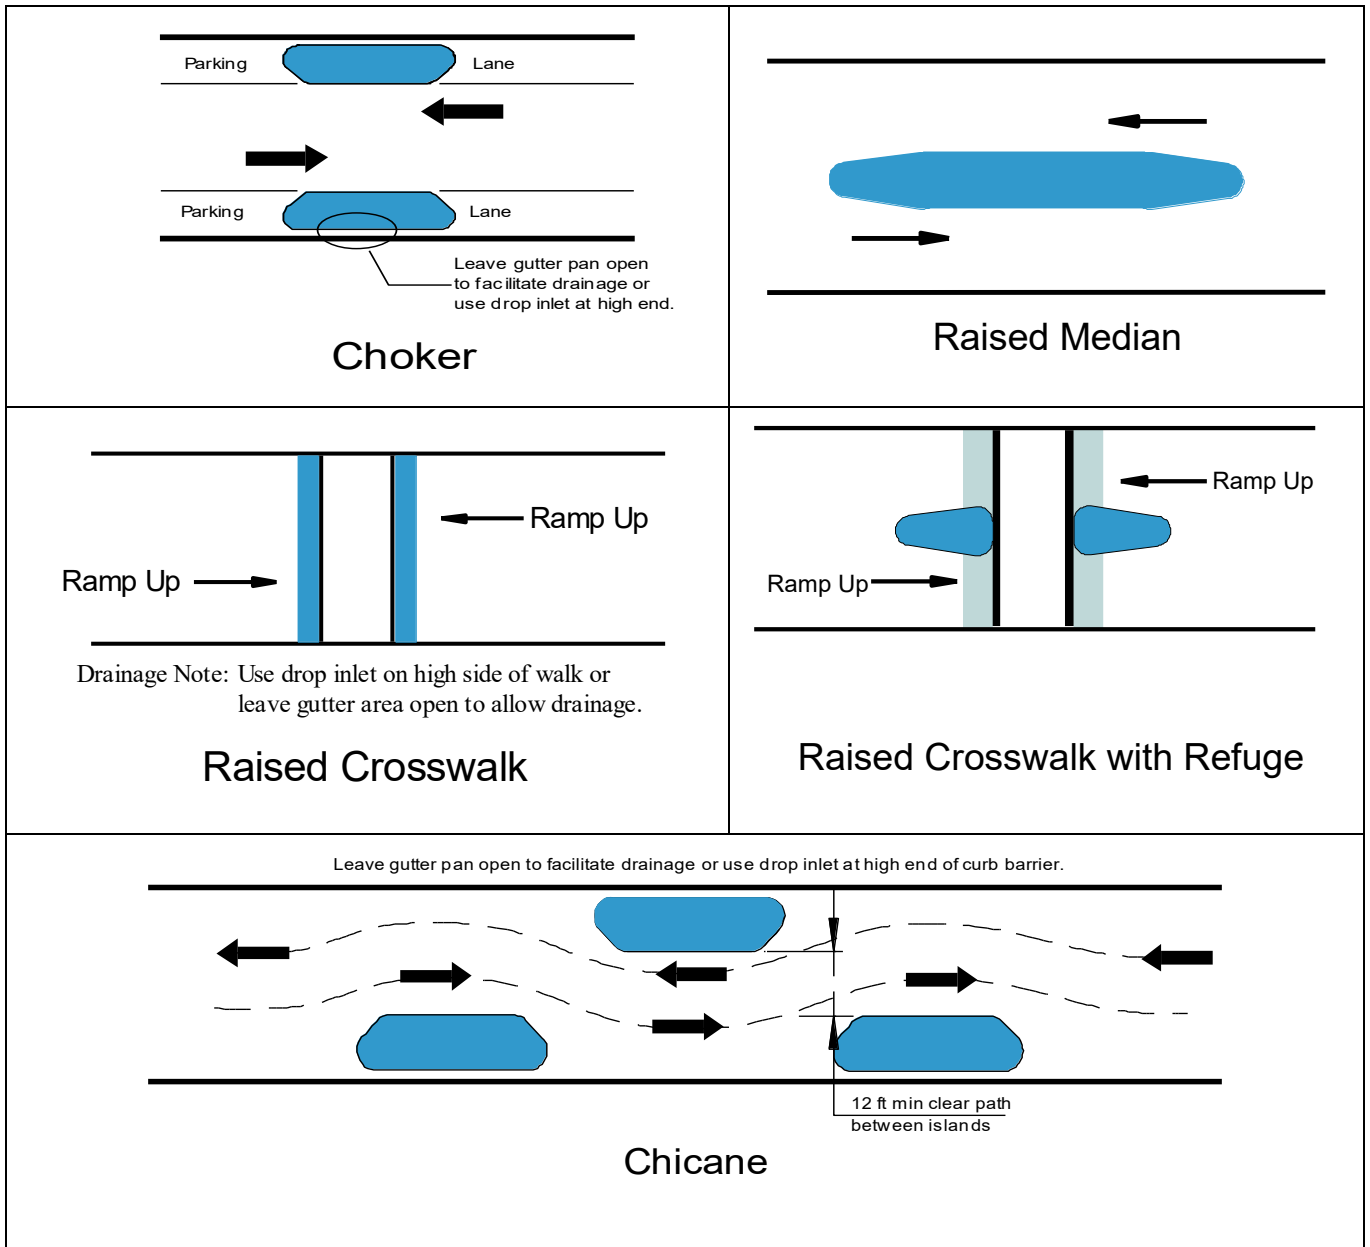 Parking
Lane
Parking
Lane
Leave gutter pan open
to facilitate drainage or
use drop inlet at high end.
Choker
Raised Median
Ramp Up
Ramp Up
Drainage Note: Use drop inlet on high side of walk or
leave gutter area open to allow drainage.
Raised Crosswalk
Ramp Up
Ramp Up
Raised Crosswalk with Refuge
Leave gutter pan open to facilitate drainage or use drop inlet at high end of curb barrier.
12 ft min clear path
between islands
Chicane